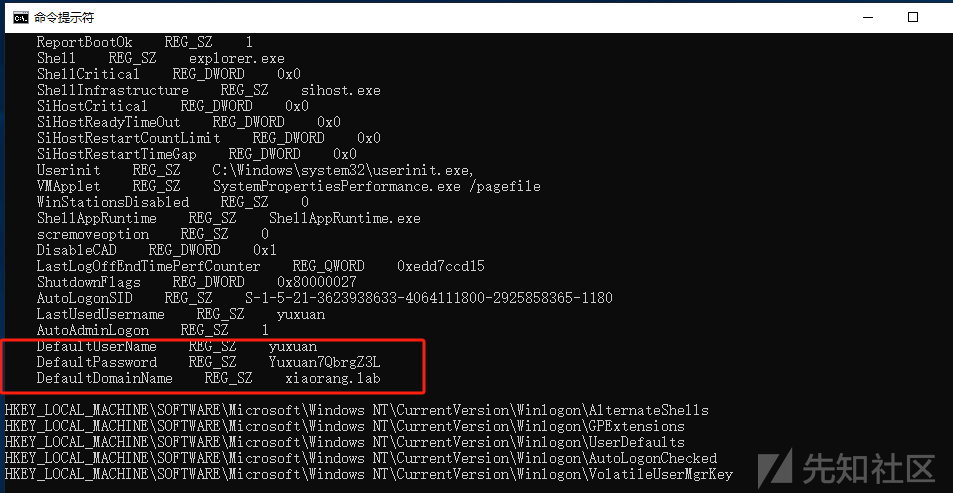 命令提示符
ReportBootOk REG_SZ 1
Shell REG_SZ explorer.exe
ShellCritical REG_DWORD 0x0
ShellInfrastructure REG_SZ sihost.exe
SiHostCritical REG_DWORD 0x0
SiHostReadyTimeOut REG_DWORD 0x0
SiHostRestartCountLimit REG_DWORD 0x0
SiHostRestartTimeGap REG_DWORD 0x0
Userinit REG_SZ C:\Windows\system32\userinit.exe,
VMApplet REG_SZ SystemPropertiesPerformance.exe /pagefile
WinStationsDisabled REG_SZ 0
ShellAppRuntime REG_SZ ShellAppRuntime.exe
scremoveoption REG_SZ 0
DisableCAD REG_DWORD 0x1
LastLogOffEndTimePerfCounter REG_QWORD 0xedd7ccd15
ShutdownFlags REG_DWORD 0x80000027
AutoLogonSID REG_SZ S-1-5-21-3623938633-4064111800-2925858365-1180
LastUsedUsername REG_SZ yuxuan
AutoAdminLogon REG_SZ 1
DefaultUserName REG_SZ yuxuan
DefaultPassword REG_SZ Yuxuan7QbrgZ3L
DefaultDomainName REG_SZ xiaorang.lab
HKEY_LOCAL_MACHINE\SOFTWARE\Microsoft\Windows NT\CurrentVersion\Winlogon\AlternateShells
HKEY_LOCAL_MACHINE\SOFTWARE\Microsoft\Windows NT\CurrentVersion\Winlogon\GPExtensions
HKEY_LOCAL_MACHINE\SOFTWARE\Microsoft\Windows NT\CurrentVersion\Winlogon\UserDefaults
HKEY_LOCAL_MACHINE\SOFTWARE\Microsoft\Windows NT\CurrentVersion\Winlogon\AutoLogonChecked
HKEY_LOCAL_MACHINE\SOFTWARE\Microsoft\Windows NT\CurrentVersion\Winlogon\VolatileUserMgrKey
先知社区